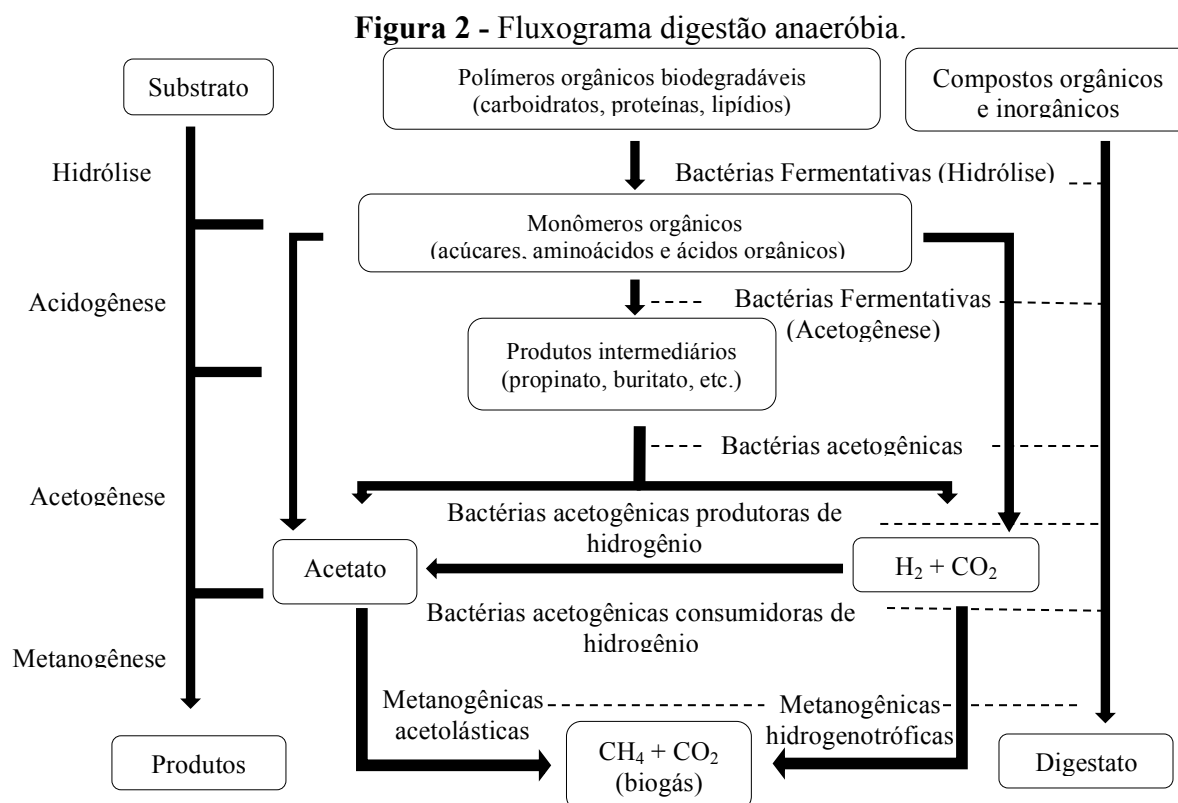 Figura 2 - Fluxograma digestão anaeróbia.
Substrato
Polímeros orgânicos biodegradáveis
(carboidratos, proteínas, lipídios)
Compostos orgânicos
e inorgânicos
Hidrólise
Bactérias Fermentativas (Hidrólise)
Monômeros orgânicos
(açúcares, aminoácidos e ácidos orgânicos)
Acidogênese
Bactérias Fermentativas
(Acetogênese)
Produtos intermediários
(propinato, buritato, etc.)
Bactérias acetogênicas
Acetogênese
Bactérias acetogênicas produtoras de
hidrogênio
Acetato
H2 + CO2
Bactérias acetogênicas consumidoras de
hidrogênio
Metanogênese
Metanogênicas
acetolásticas
Metanogênicas
hidrogenotróficas
Produtos
CH4 + CO2
(biogás)
Digestato